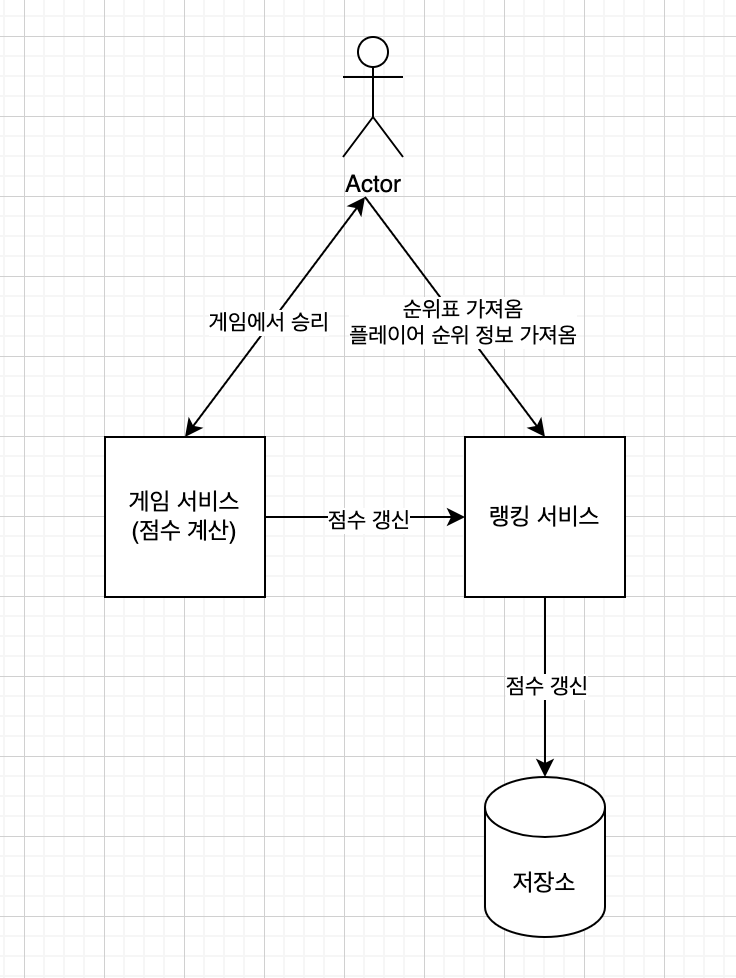 Actor
게임에서 승리
순위표 가져옴
플레이어 순위 정보 가져옴
게임 서비스
(점수 계산)
점수 갱신
랭킹 서비스
점수 갱신
저장소